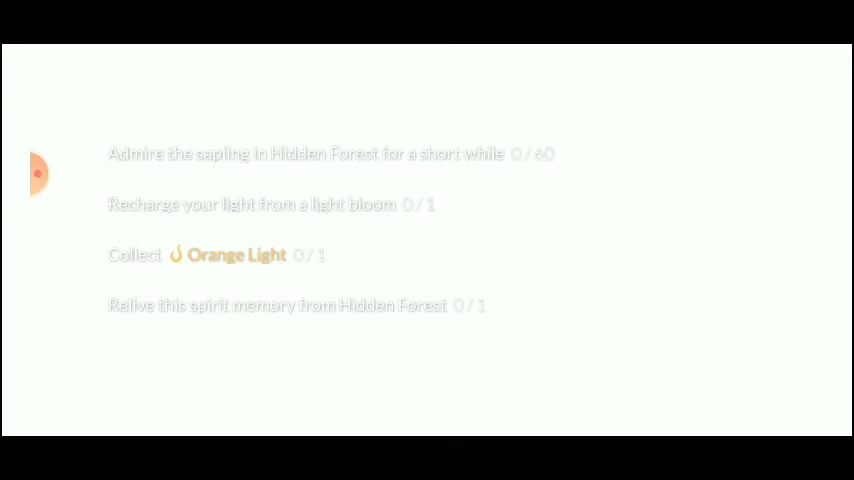 Admire the sapling in Hidden Forest for a short while 0 / 60
Recharge your light from a light bloom 0 / 1
Collect Orange Light 0 / 1
Relive this spirit memory from Hidden Forest 0 / 1